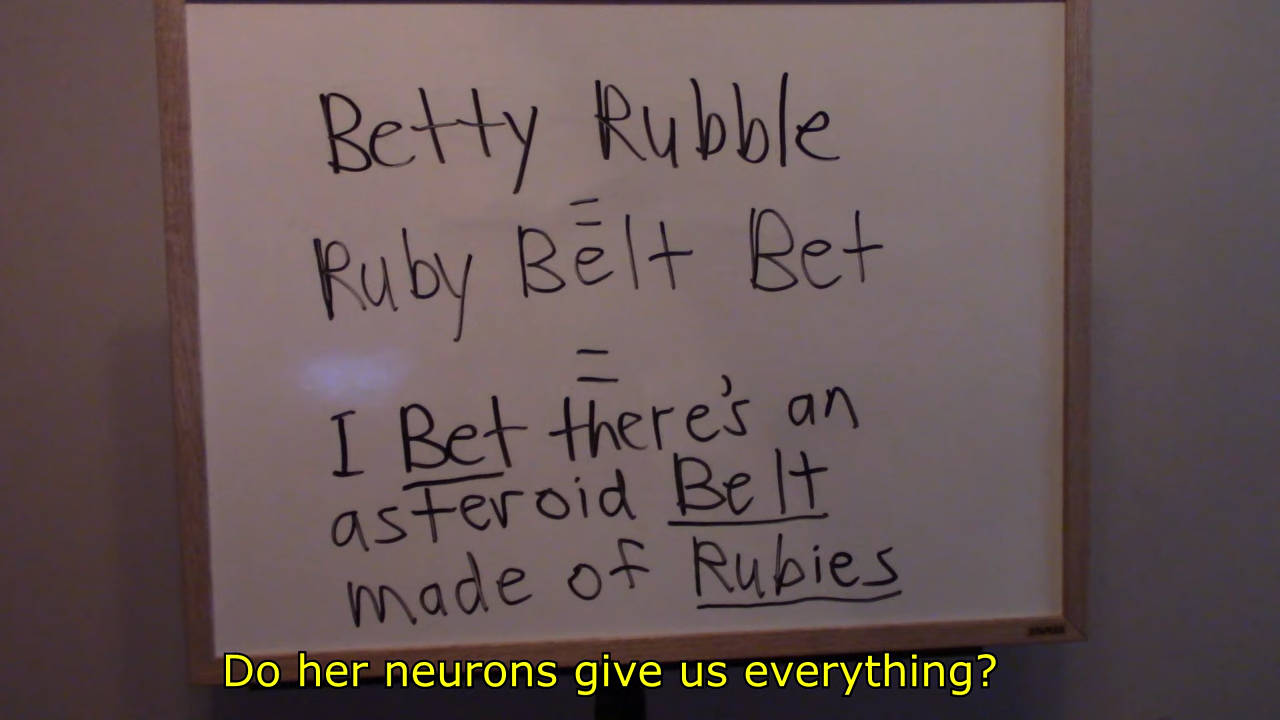 Betty Rubble
=
Ruby Belt Bet
=
I Bet there's an
asteroid Belt
made of Rubies
STAPLES
Do her neurons give us everything?